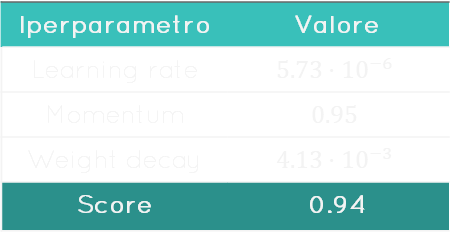 Iperparametro Valore
Learning rate 5.73 · 10⁻⁶
Momentum 0.95
Weight decay 4.13 · 10⁻³
Score 0.94